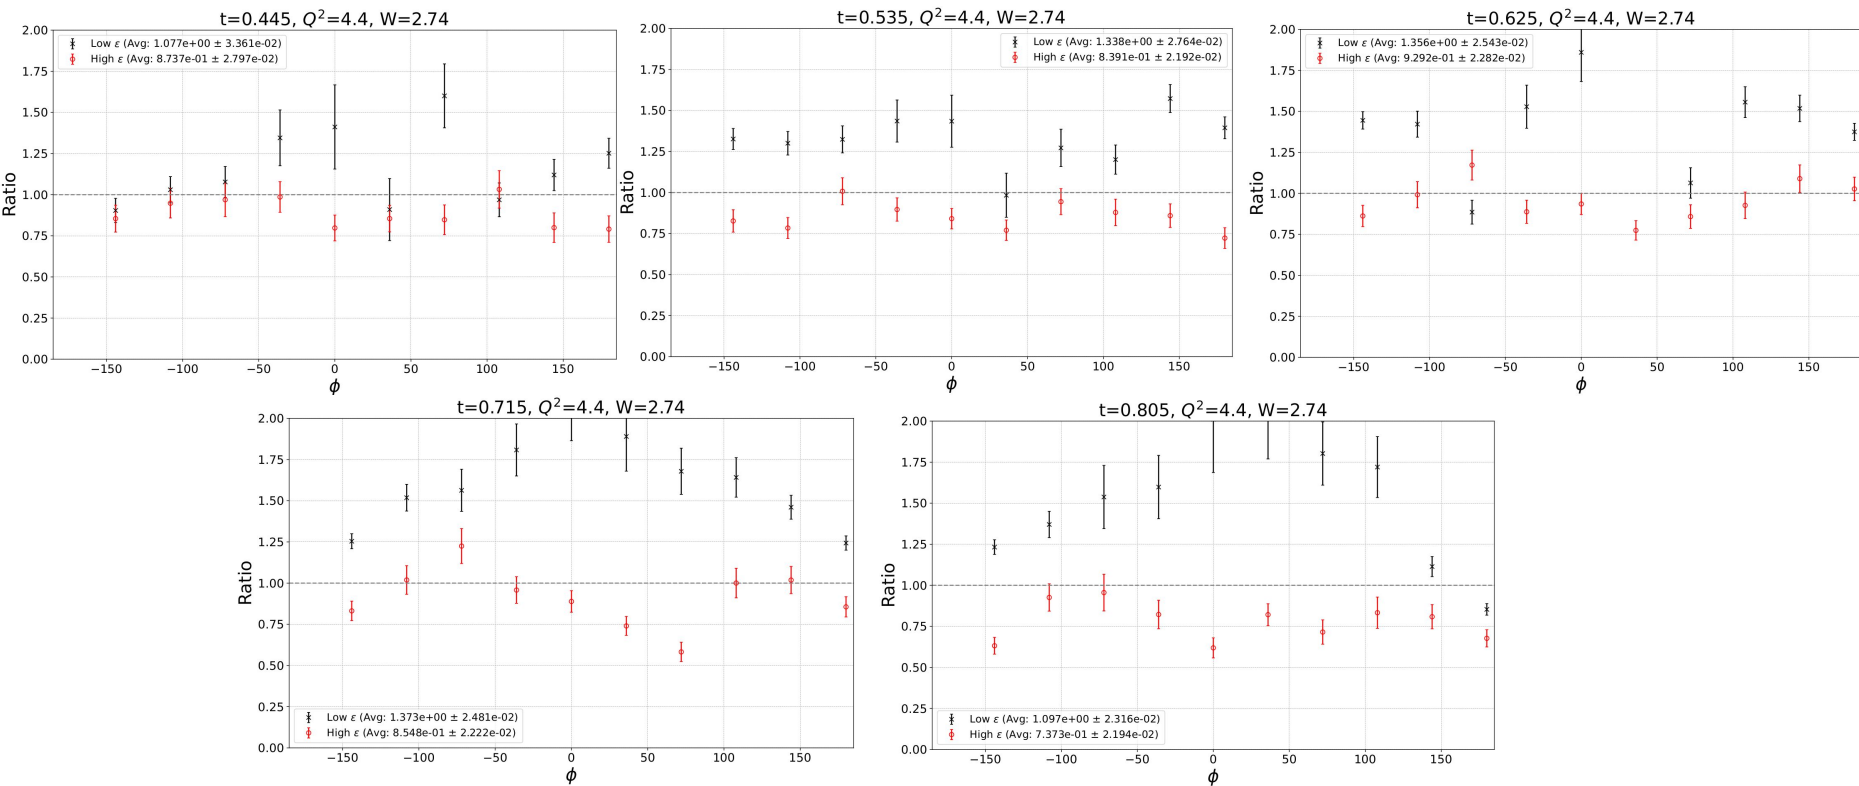 t=0.445, Q²=4.4, W=2.74
Low ε (Avg: 1.077e+00 ± 3.361e-02)
High ε (Avg: 8.737e-01 ± 2.797e-02)
Ratio
2.00
1.75
1.50
1.25
1.00
0.75
0.50
0.25
0.00
−150 −100 −50 0 50 100 150
ϕ
t=0.535, Q²=4.4, W=2.74
Low ε (Avg: 1.338e+00 ± 2.764e-02)
High ε (Avg: 8.391e-01 ± 2.192e-02)
Ratio
2.00
1.75
1.50
1.25
1.00
0.75
0.50
0.25
0.00
−150 −100 −50 0 50 100 150
ϕ
t=0.625, Q²=4.4, W=2.74
Low ε (Avg: 1.356e+00 ± 2.543e-02)
High ε (Avg: 9.292e-01 ± 2.282e-02)
Ratio
2.00
1.75
1.50
1.25
1.00
0.75
0.50
0.25
0.00
−150 −100 −50 0 50 100 150
ϕ
t=0.715, Q²=4.4, W=2.74
Ratio
2.00
1.75
1.50
1.25
1.00
0.75
0.50
0.25
0.00
Low ε (Avg: 1.373e+00 ± 2.481e-02)
High ε (Avg: 8.548e-01 ± 2.222e-02)
−150 −100 −50 0 50 100 150
ϕ
t=0.805, Q²=4.4, W=2.74
Ratio
2.00
1.75
1.50
1.25
1.00
0.75
0.50
0.25
0.00
Low ε (Avg: 1.097e+00 ± 2.316e-02)
High ε (Avg: 7.373e-01 ± 2.194e-02)
−150 −100 −50 0 50 100 150
ϕ